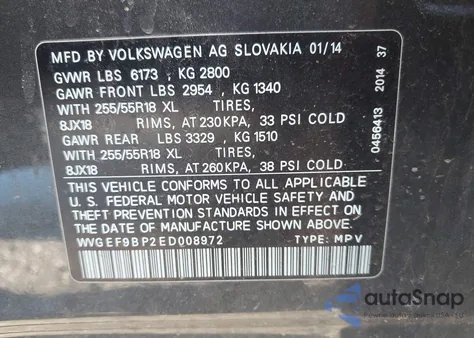 MFD BY VOLKSWAGEN AG SLOVAKIA 01/14
GVWR LBS 6173 , KG 2800
GAWR FRONT LBS 2954 , KG 1340
WITH 255/55R18 XL TIRES,
8JX18 RIMS, AT 230KPA, 33 PSI COLD
GAWR REAR LBS 3329 , KG 1510
WITH 255/55R18 XL TIRES,
8JX18 RIMS, AT 260KPA, 38 PSI COLD
THIS VEHICLE CONFORMS TO ALL APPLICABLE
U. S. FEDERAL MOTOR VEHICLE SAFETY AND
THEFT PREVENTION STANDARDS IN EFFECT ON
THE DATE OF MANUFACTURE SHOWN ABOVE.
WVGEF9BP2ED008972 TYPE: MPV
0456413 2014 37
autoSnap